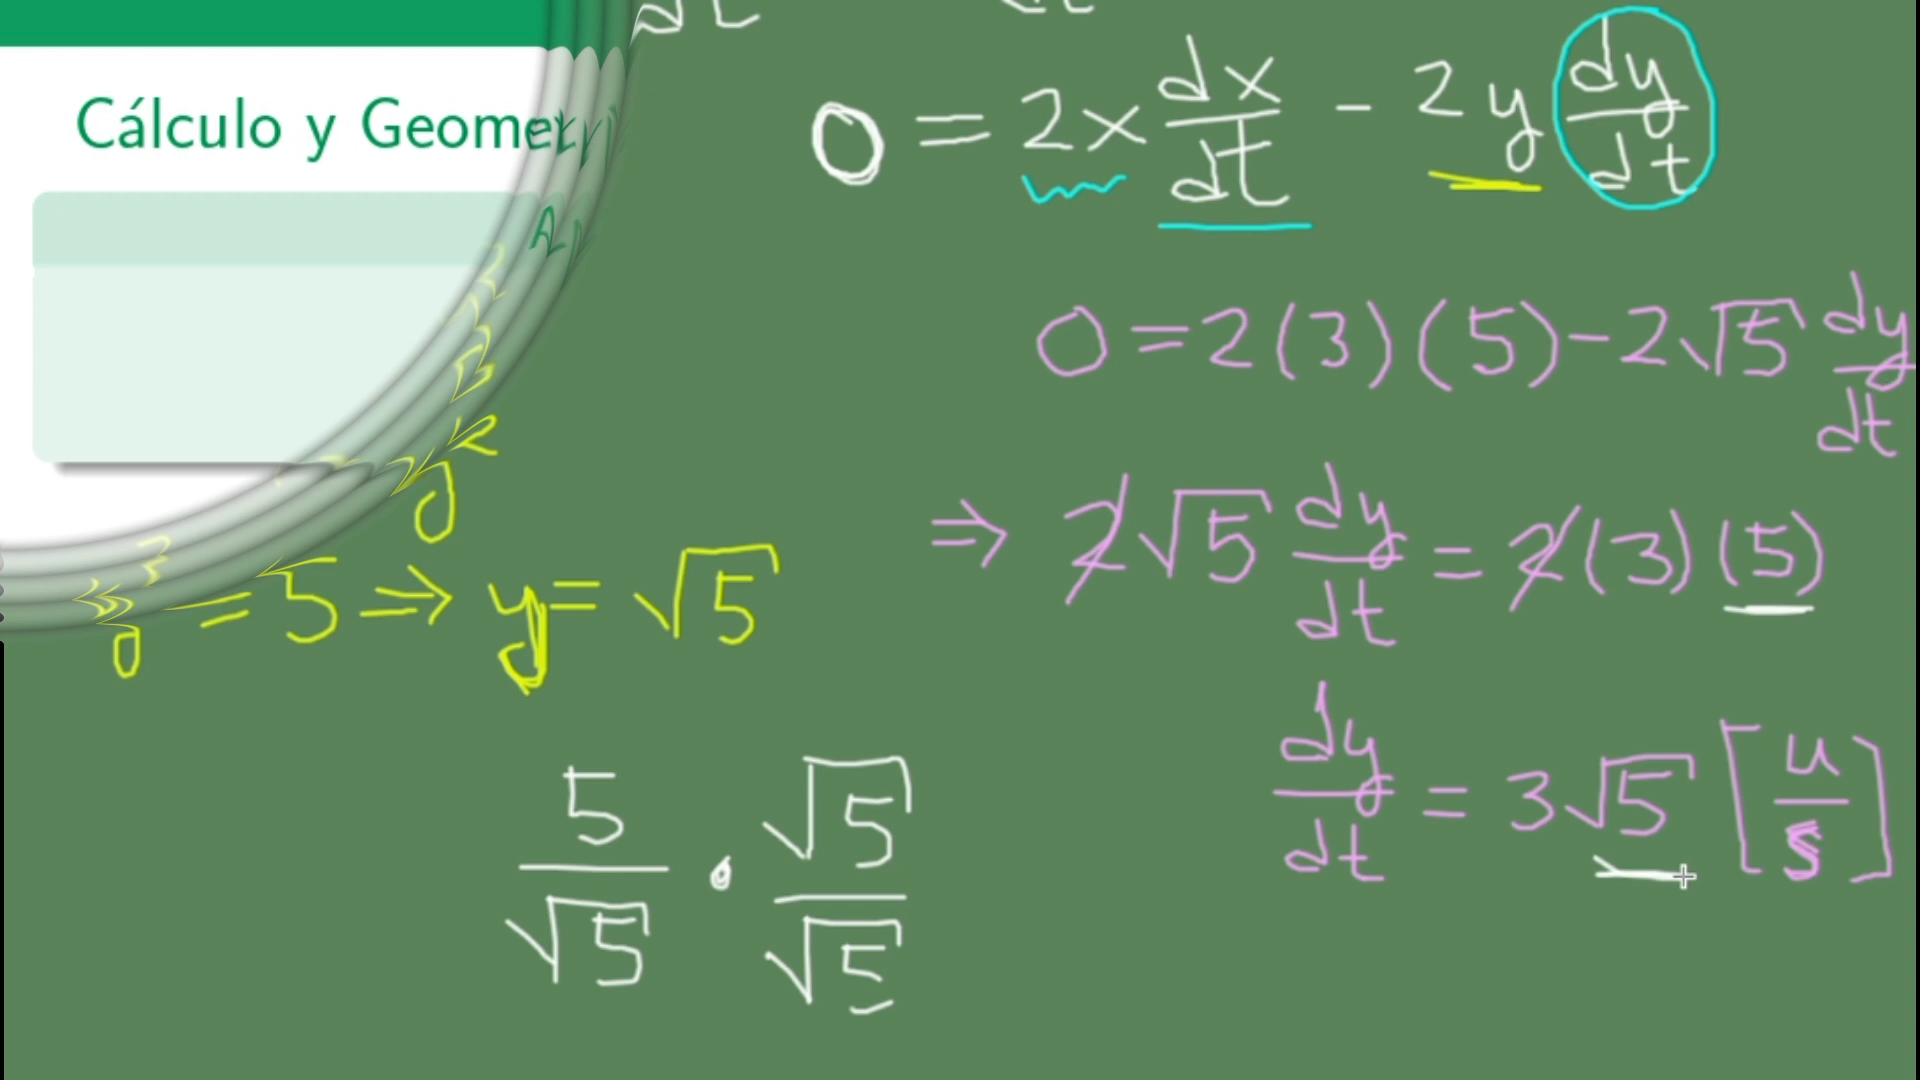 Cálculo y Geometrí
0 = 2x dx/dt - 2y dy/dt
0 = 2(3)(5) - 2√5 dy/dt
⇒ 2√5 dy/dt = 2(3)(5)
= 5 → y = √5
dy/dt = 3√5 [u/s]
5/√5 · √5/√5